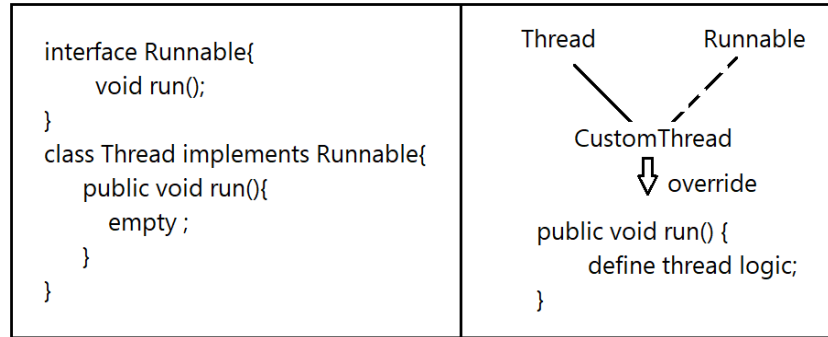 interface Runnable{
void run();
}
class Thread implements Runnable{
public void run(){
empty ;
}
}
Thread Runnable
CustomThread
override
public void run() {
define thread logic;
}